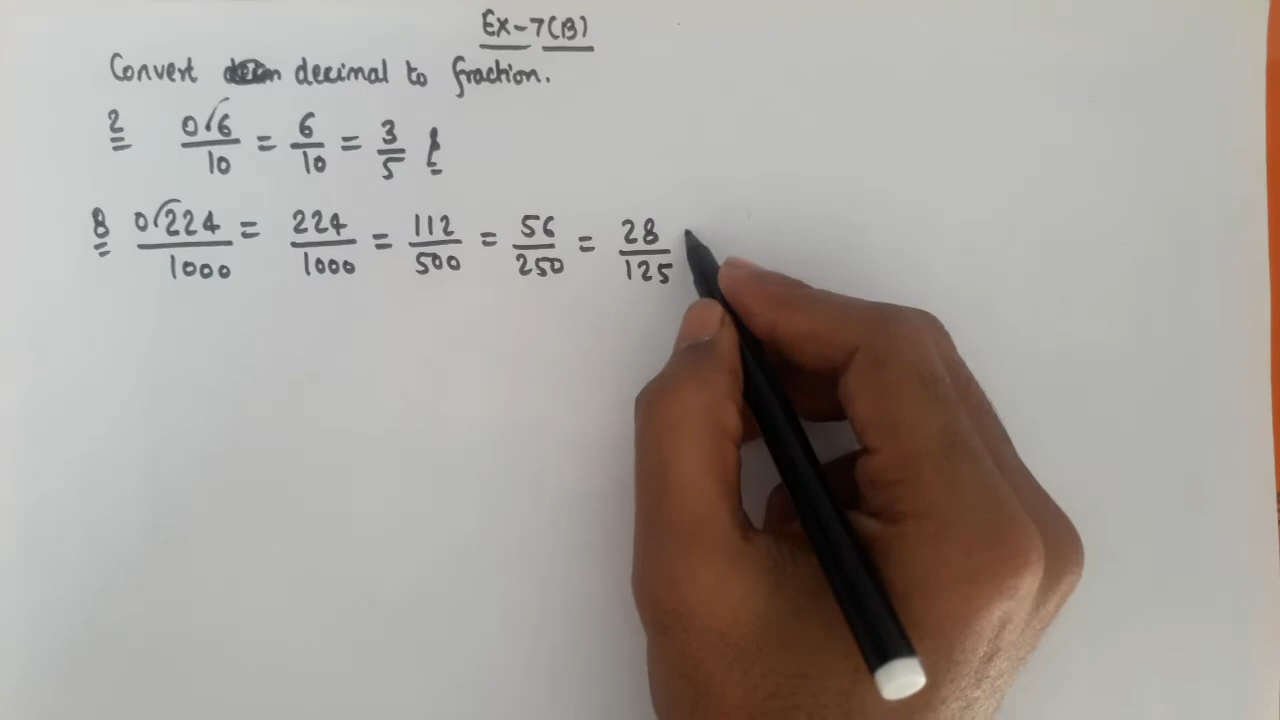 Ex-7(B)
Convert decimal to fraction.
2 0.6/10 = 6/10 = 3/5
8 0.224/1000 = 224/1000 = 112/500 = 56/250 = 28/125